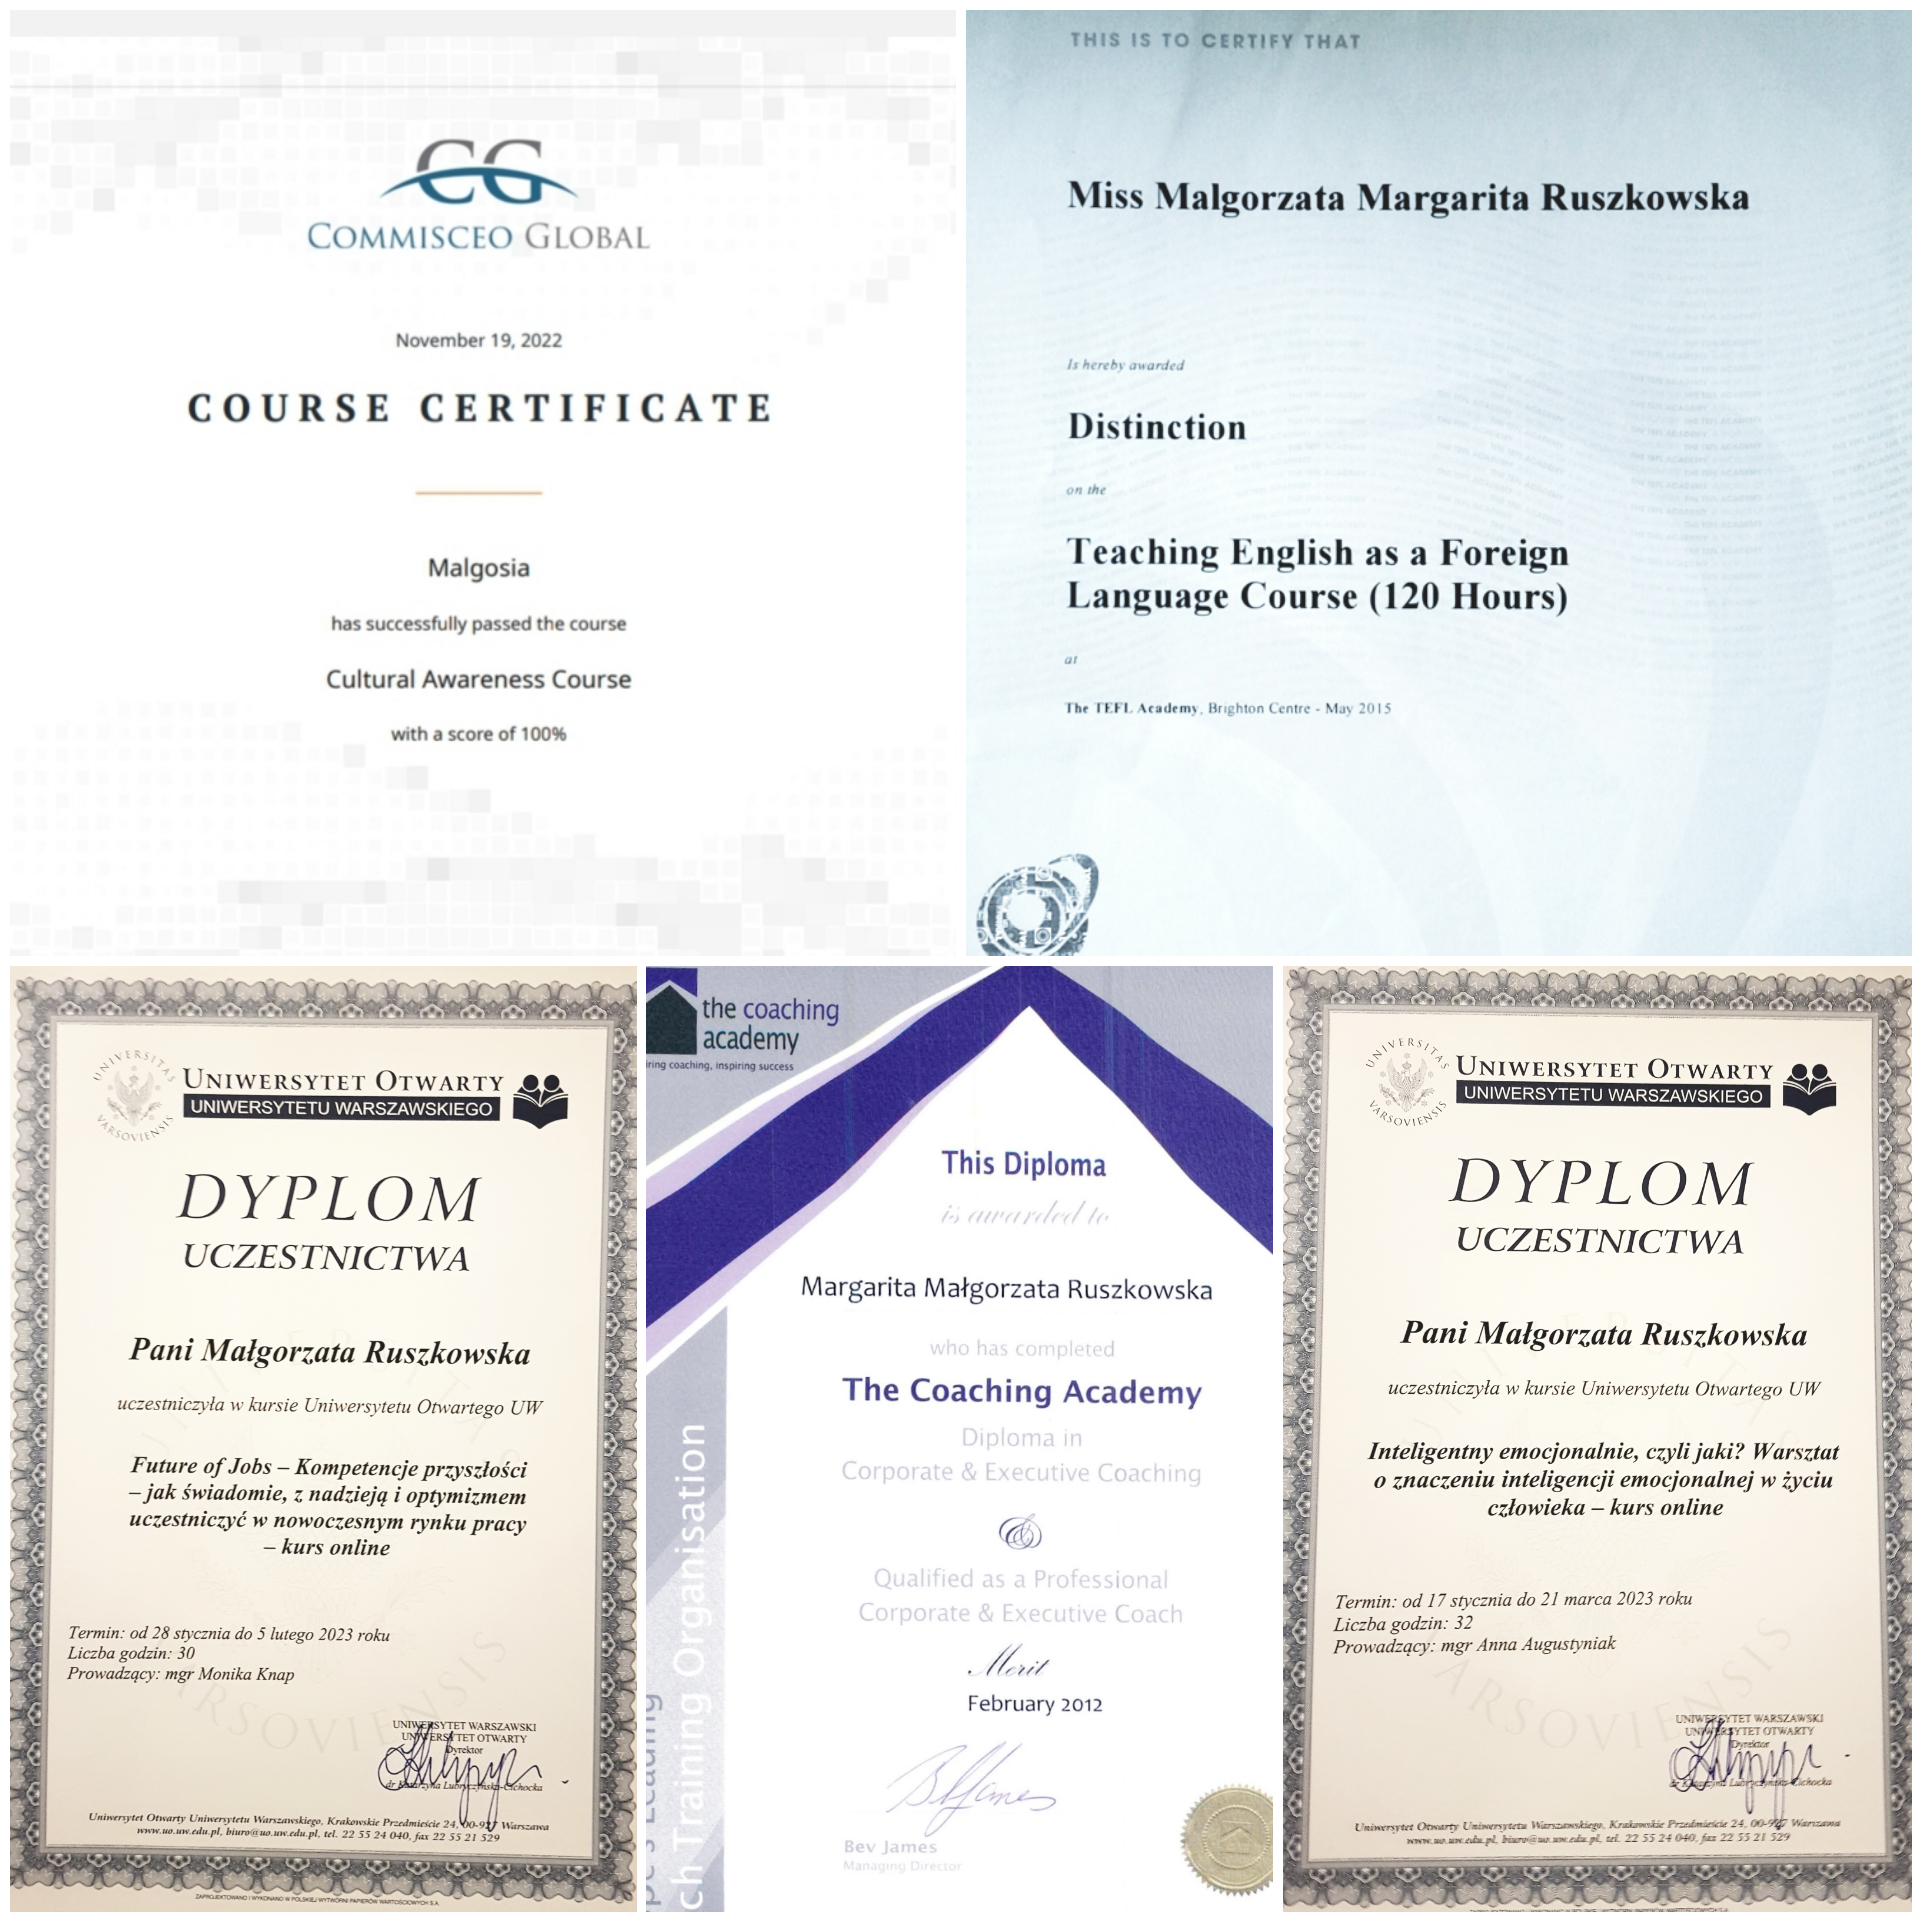 CG
COMMISCEO GLOBAL
November 19, 2022
COURSE CERTIFICATE
Malgosia
has successfully passed the course
Cultural Awareness Course
with a score of 100%
THIS IS TO CERTIFY THAT
Miss Malgorzata Margarita Ruszkowska
Is hereby awarded
Distinction
on the
Teaching English as a Foreign
Language Course (120 Hours)
at
The TEFL Academy, Brighton Centre - May 2015
UNIVERSITAS
VARSOVIENSIS
UNIWERSYTET OTWARTY
UNIWERSYTETU WARSZAWSKIEGO
DYPLOM
UCZESTNICTWA
Pani Małgorzata Ruszkowska
uczestniczyła w kursie Uniwersytetu Otwartego UW
Future of Jobs – Kompetencje przyszłości
– jak świadomie, z nadzieją i optymizmem
uczestniczyć w nowoczesnym rynku pracy
– kurs online
Termin: od 28 stycznia do 5 lutego 2023 roku
Liczba godzin: 30
Prowadzący: mgr Monika Knap
UNIWERSYTET WARSZAWSKI
UNIWERSYTET OTWARTY
Dyrektor
dr Katarzyna Lubryczyńska-Cichocka
Uniwersytet Otwarty Uniwersytetu Warszawskiego, Krakowskie Przedmieście 24, 00-927 Warszawa
www.uo.uw.edu.pl, biuro@uo.uw.edu.pl, tel. 22 55 24 040, fax 22 55 21 529
ZAPROJEKTOWANO I WYKONANO W POLSKIEJ WYTWÓRNI PAPIERÓW WARTOŚCIOWYCH S.A.
the coaching
academy
iring coaching, inspiring success
This Diploma
is awarded to
Margarita Małgorzata Ruszkowska
who has completed
The Coaching Academy
Diploma in
Corporate & Executive Coaching
&
Qualified as a Professional
Corporate & Executive Coach
Merit
February 2012
Bev James
Managing Director
pe's Leading
ch Training Organisation
UNIVERSITAS
VARSOVIENSIS
UNIWERSYTET OTWARTY
UNIWERSYTETU WARSZAWSKIEGO
DYPLOM
UCZESTNICTWA
Pani Małgorzata Ruszkowska
uczestniczyła w kursie Uniwersytetu Otwartego UW
Inteligentny emocjonalnie, czyli jaki? Warsztat
o znaczeniu inteligencji emocjonalnej w życiu
człowieka – kurs online
Termin: od 17 stycznia do 21 marca 2023 roku
Liczba godzin: 32
Prowadzący: mgr Anna Augustyniak
UNIWERSYTET WARSZAWSKI
UNIWERSYTET OTWARTY
Dyrektor
dr Katarzyna Lubryczyńska-Cichocka
Uniwersytet Otwarty Uniwersytetu Warszawskiego, Krakowskie Przedmieście 24, 00-927 Warszawa
www.uo.uw.edu.pl, biuro@uo.uw.edu.pl, tel. 22 55 24 040, fax 22 55 21 529